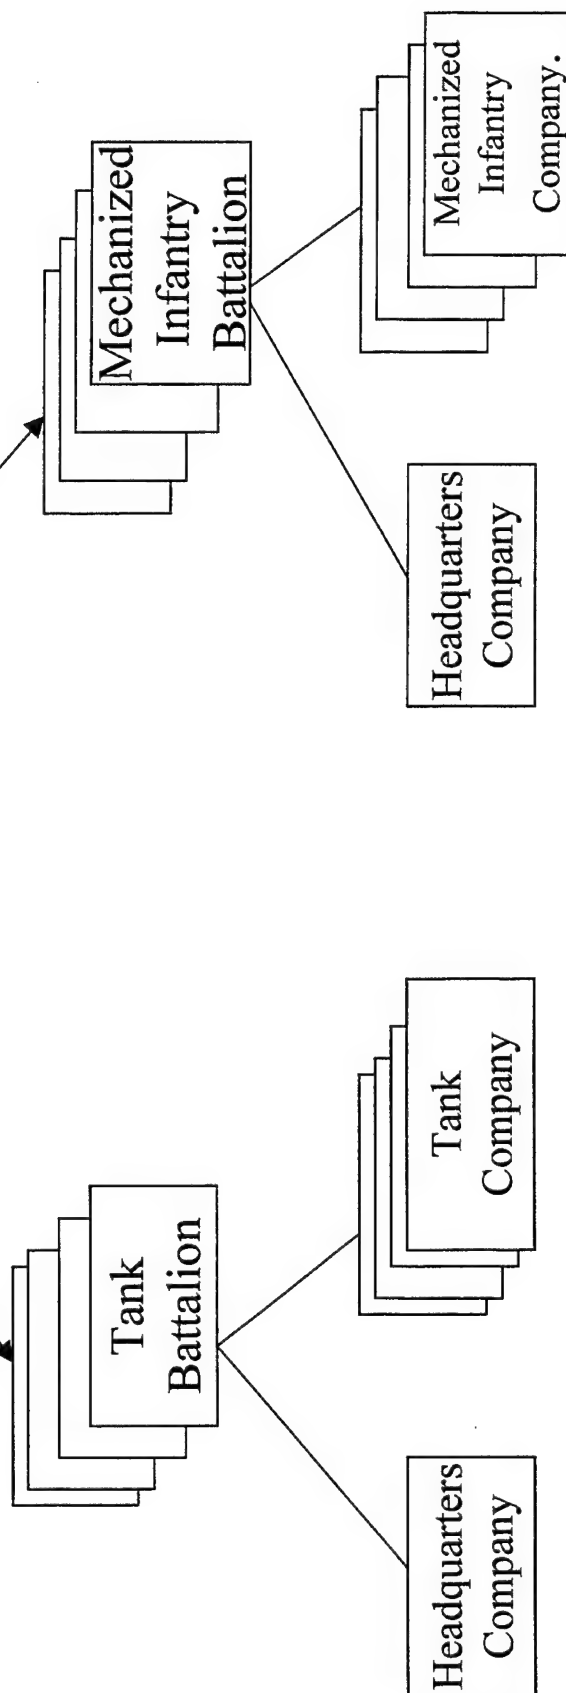 Tank
Battalion
Mechanized
Infantry
Battalion
Headquarters
Company
Tank
Company
Headquarters
Company
Mechanized
Infantry
Company.